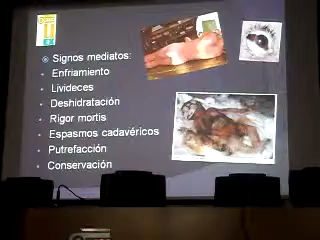 Signos mediatos:
Enfriamiento
Livideces
Deshidratación
Rigor mortis
Espasmos cadavéricos
Putrefacción
Conservación